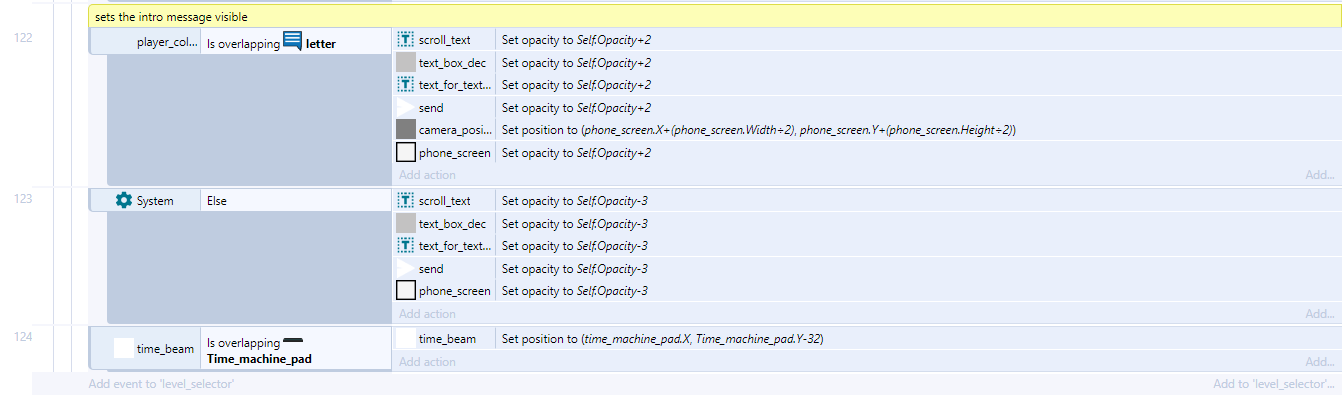 sets the intro message visible
122 player_col... Is overlapping letter scroll_text Set opacity to Self.Opacity+2
text_box_dec Set opacity to Self.Opacity+2
text_for_text... Set opacity to Self.Opacity+2
send Set opacity to Self.Opacity+2
camera_posi... Set position to (phone_screen.X+(phone_screen.Width÷2), phone_screen.Y+(phone_screen.Height÷2))
phone_screen Set opacity to Self.Opacity+2
Add action Add...
123 System Else scroll_text Set opacity to Self.Opacity-3
text_box_dec Set opacity to Self.Opacity-3
text_for_text... Set opacity to Self.Opacity-3
send Set opacity to Self.Opacity-3
phone_screen Set opacity to Self.Opacity-3
Add action Add...
124 time_beam Is overlapping Time_machine_pad time_beam Set position to (time_machine_pad.X, Time_machine_pad.Y-32)
Add action Add...
Add event to 'level_selector' Add to 'level_selector'...